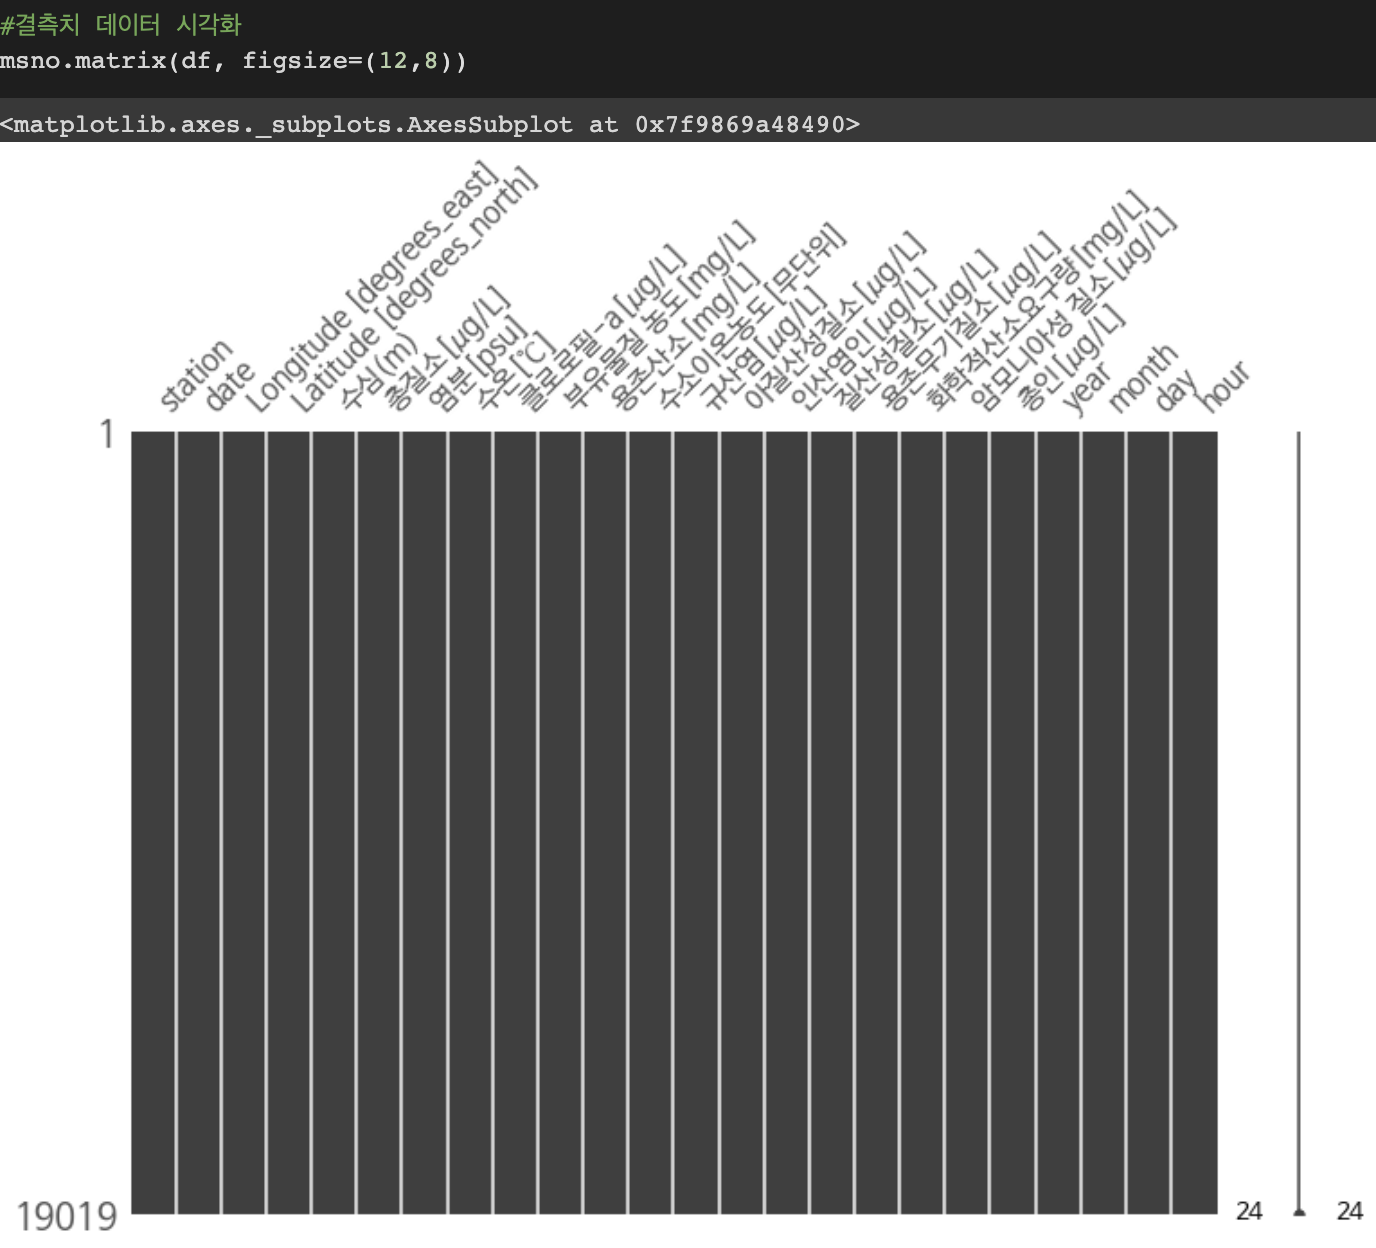 #결측치 데이터 시각화
msno.matrix(df, figsize=(12,8))
<matplotlib.axes._subplots.AxesSubplot at 0x7f9869a48490>
station
date
Longitude [degrees_east]
Latitude [degrees_north]
수심(m)
총질소[μg/L]
염분[psu]
수온[℃]
클로로필-a[μg/L]
부유물질 농도[mg/L]
용존산소[mg/L]
수소이온농도[무단위]
규산염[μg/L]
아질산성질소[μg/L]
인산염인[μg/L]
질산성질소[μg/L]
용존무기질소[μg/L]
화학적산소요구량[mg/L]
암모니아성 질소[μg/L]
총인[μg/L]
year
month
day
hour
1
19019
24
24